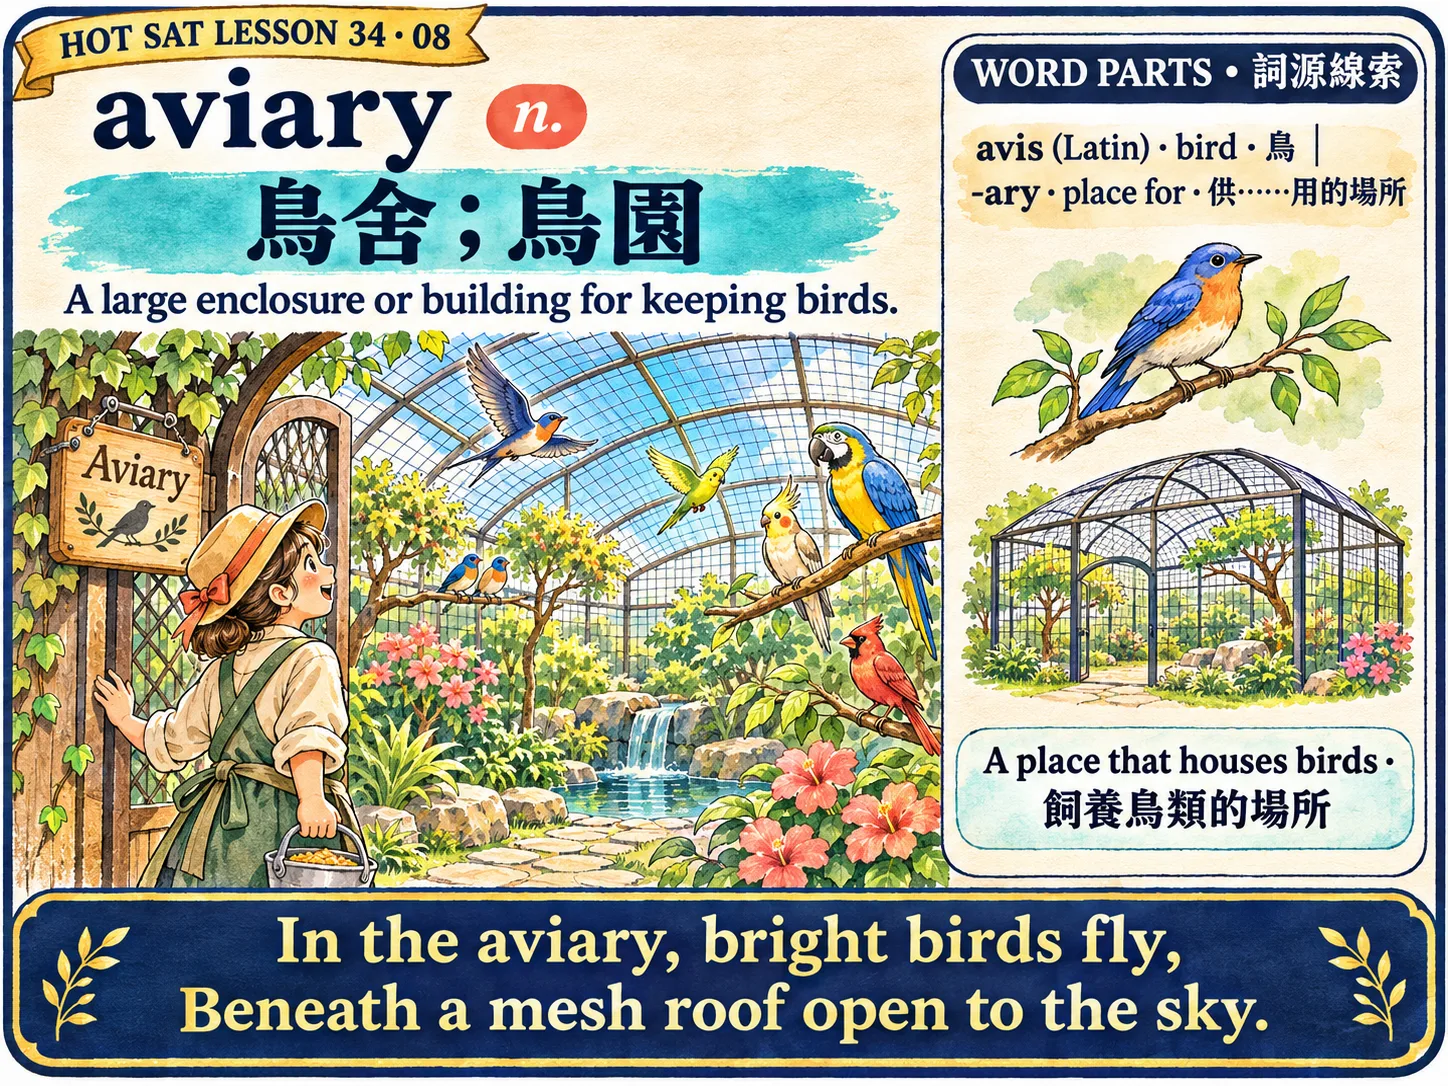 HOT SAT LESSON 34 · 08
aviary n.
鳥舍；鳥園
A large enclosure or building for keeping birds.
Aviary
WORD PARTS • 詞源線索
avis (Latin) · bird · 鳥 |
-ary · place for · 供……用的場所
A place that houses birds ·
飼養鳥類的場所
In the aviary, bright birds fly,
Beneath a mesh roof open to the sky.